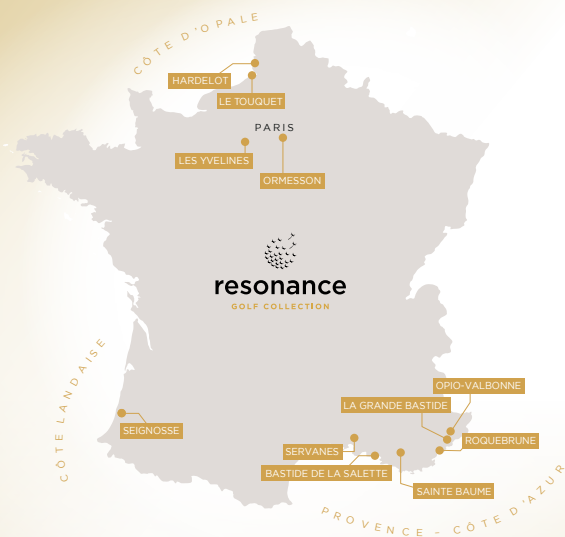 CÔTE D'OPALE
HARDELOT
LE TOUQUET
PARIS
LES YVELINES
ORMESSON
resonance
GOLF COLLECTION
CÔTE LANDAISE
SEIGNOSSE
OPIO-VALBONNE
LA GRANDE BASTIDE
ROQUEBRUNE
SERVANES
BASTIDE DE LA SALETTE
SAINTE BAUME
PROVENCE - CÔTE D'AZUR